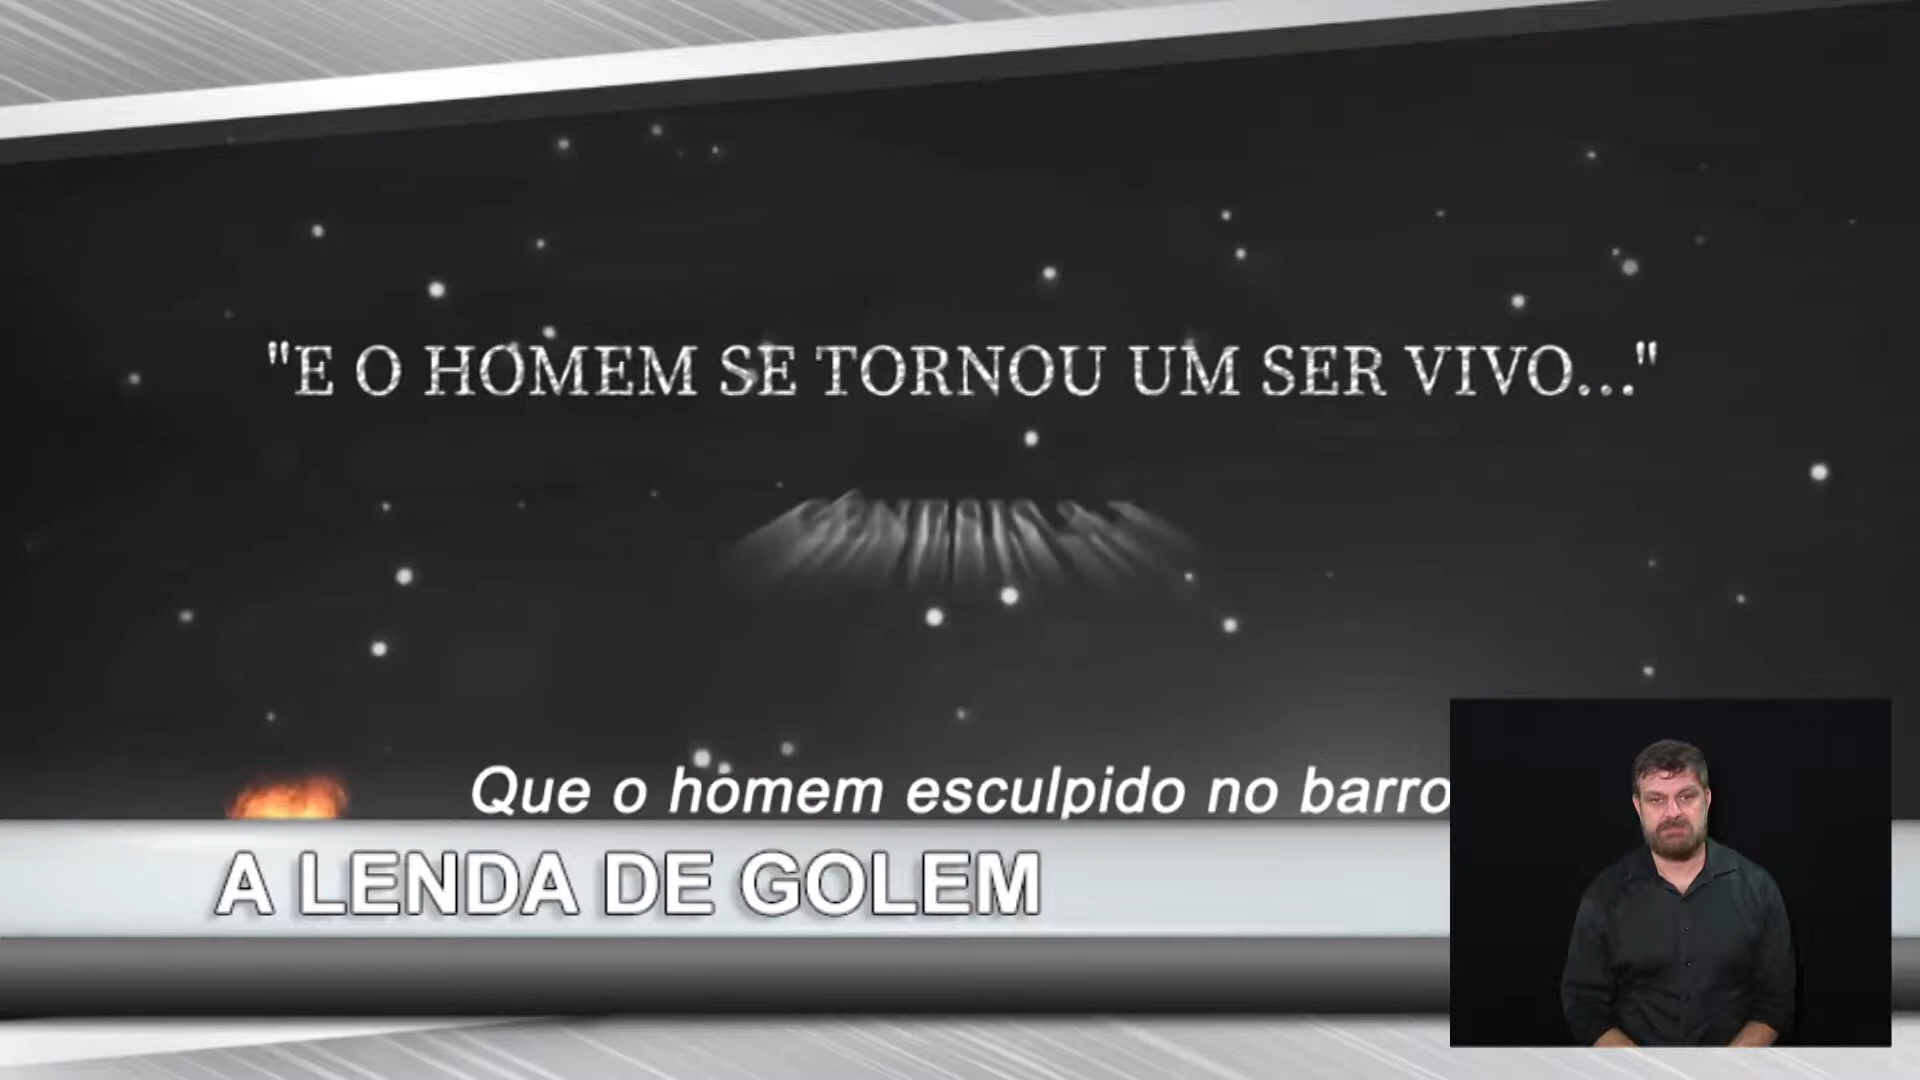 "E O HOMEM SE TORNOU UM SER VIVO..."
Que o homem esculpido no barro
A LENDA DE GOLEM